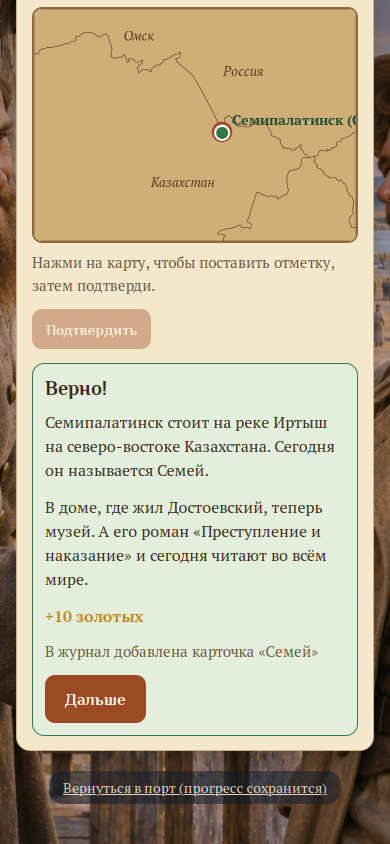 Омск
Россия
Семипалатинск (
Казахстан
Нажми на карту, чтобы поставить отметку,
затем подтверди.
Подтвердить
Верно!
Семипалатинск стоит на реке Иртыш
на северо-востоке Казахстана. Сегодня
он называется Семей.
В доме, где жил Достоевский, теперь
музей. А его роман «Преступление и
наказание» и сегодня читают во всём
мире.
+10 золотых
В журнал добавлена карточка «Семей»
Дальше
Вернуться в порт (прогресс сохранится)